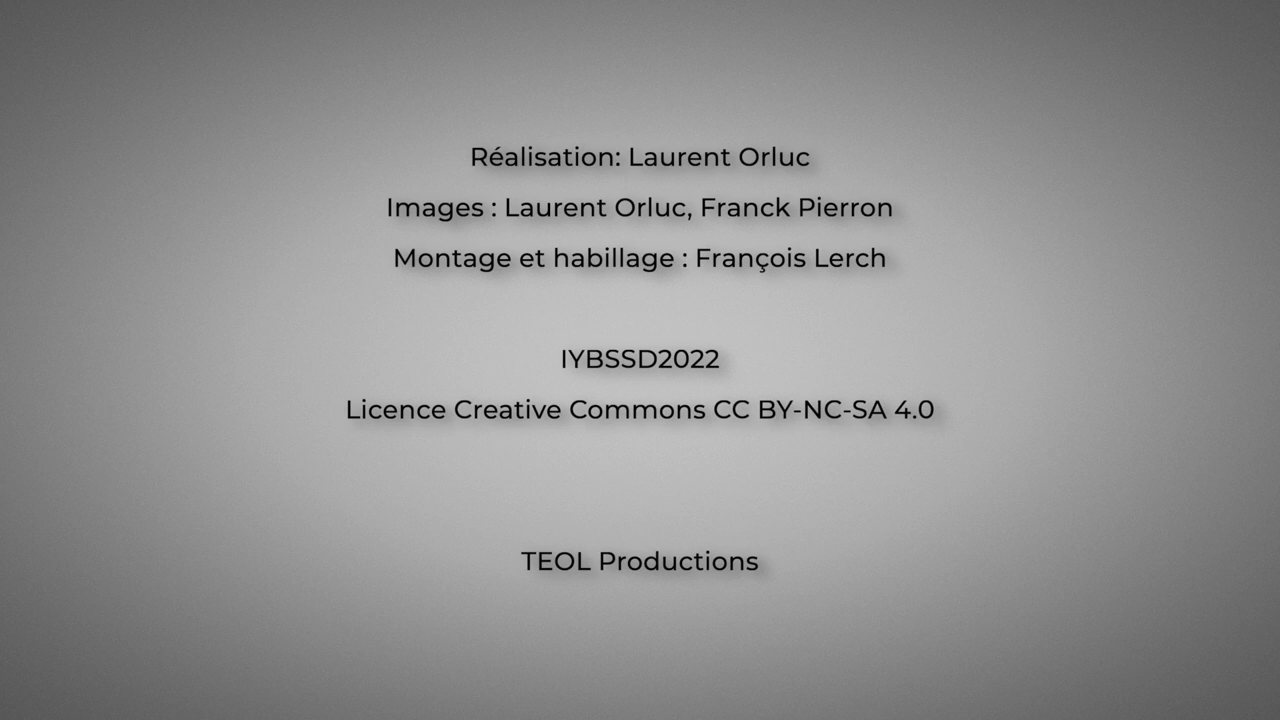 Réalisation: Laurent Orluc
Images : Laurent Orluc, Franck Pierron
Montage et habillage : François Lerch
IYBSSD2022
Licence Creative Commons CC BY-NC-SA 4.0
TEOL Productions